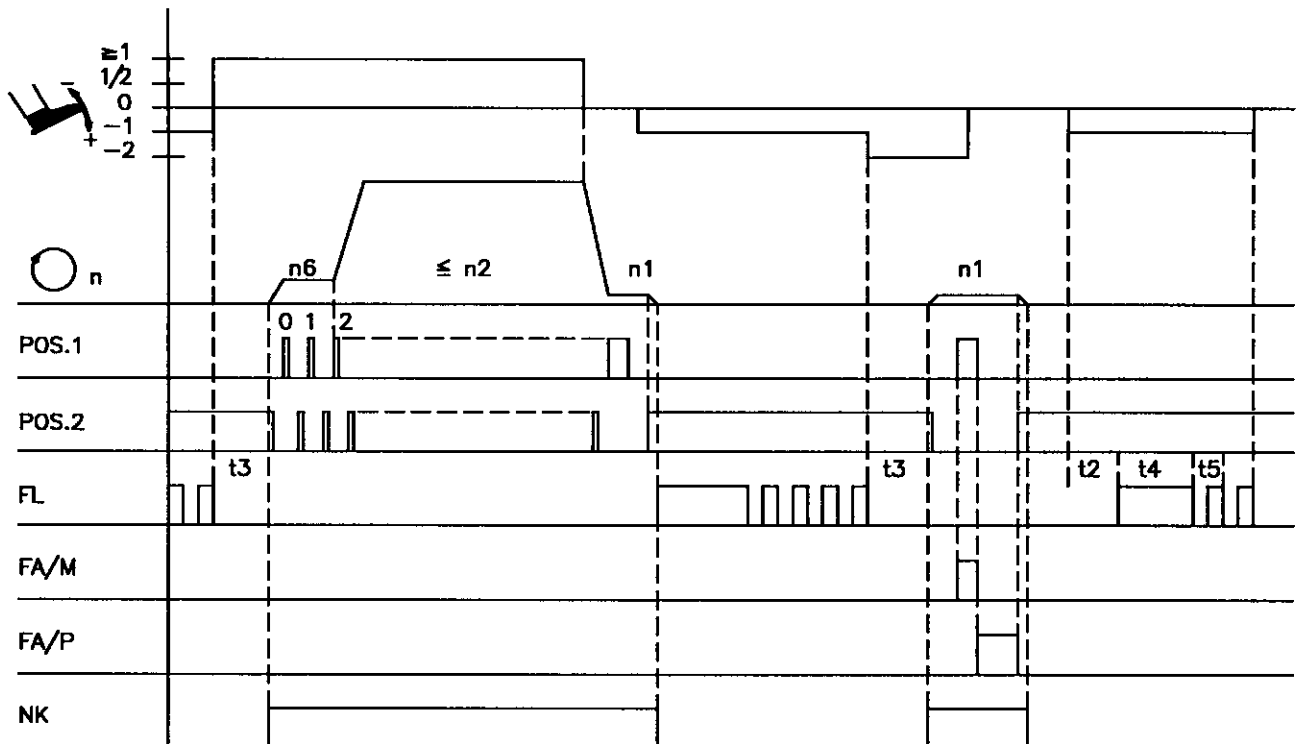 ≧1
1/2
0
−1
−2
−
+
n
n6
≦ n2
n1
n1
0 1 2
POS.1
POS.2
t3
t3
t2
t4
t5
FL
FA/M
FA/P
NK